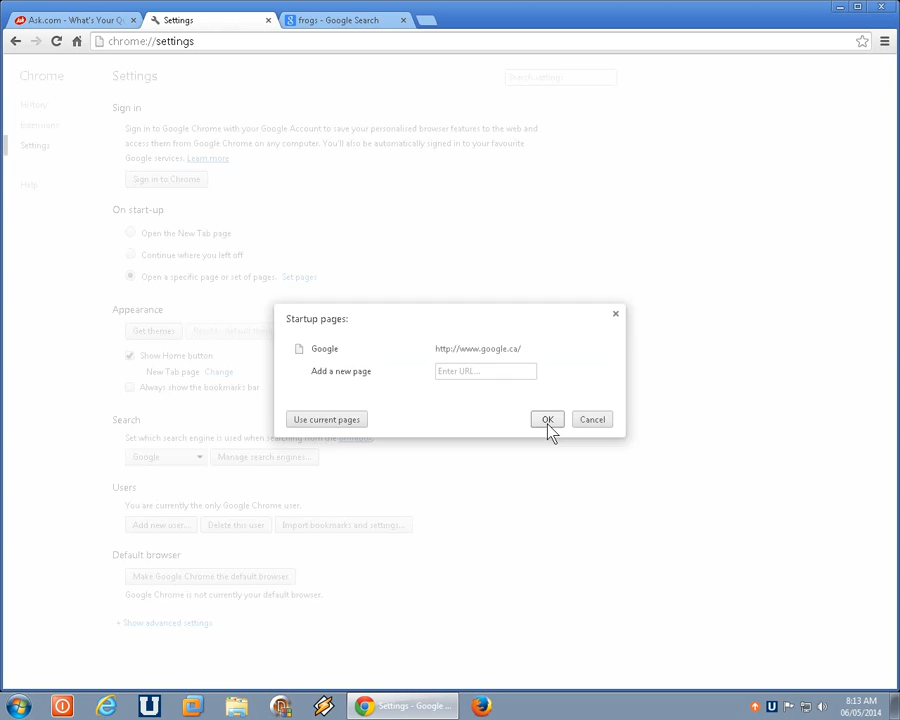 Ask.com - What's Your Qu
Settings
frogs - Google Search
chrome://settings
Chrome
Settings
Search settings
History
Extensions
Settings
Help
Sign in
Sign in to Google Chrome with your Google Account to save your personalised browser features to the web and
access them from Google Chrome on any computer. You'll also be automatically signed in to your favourite
Google services. Learn more
Sign in to Chrome
On start-up
Open the New Tab page
Continue where you left off
Open a specific page or set of pages. Set pages
Appearance
Get themes
Show Home button
New Tab page Change
Always show the bookmarks bar
Startup pages:
Google http://www.google.ca/
Add a new page Enter URL...
Use current pages OK Cancel
Search
Set which search engine is used when searching from the omnibox.
Google Manage search engines...
Users
You are currently the only Google Chrome user.
Add new user... Delete this user Import bookmarks and settings...
Default browser
Make Google Chrome the default browser
Google Chrome is not currently your default browser.
+ Show advanced settings
Settings - Google ...
8:13 AM
06/05/2014